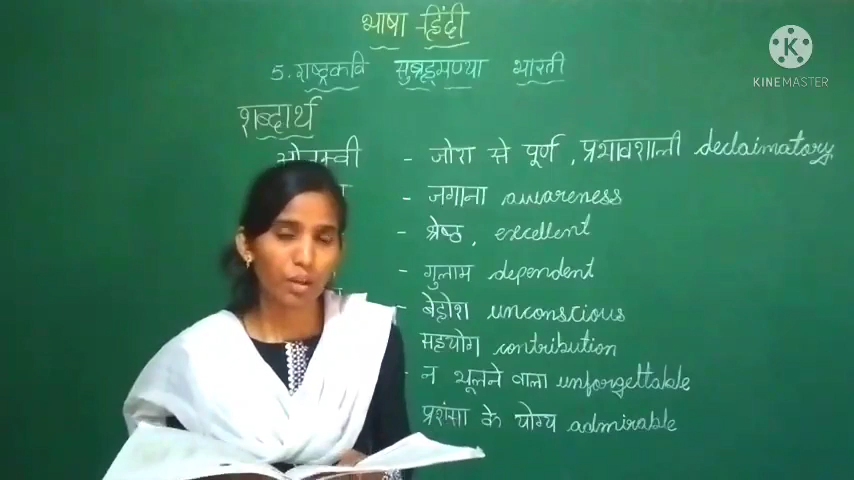 भाषा - हिंदी
5. राष्ट्रकवि सुब्रह्मण्या भारती
शब्दार्थ
- जोश से पूर्ण, प्रभावशाली declaimatory
- जगाना awareness
- श्रेष्ठ, excellent
- गुलाम dependent
- बेहोश unconscious
सहयोग contribution
- न भूलने वाला unforgettable
प्रशंसा के योग्य admirable
K
KINEMASTER